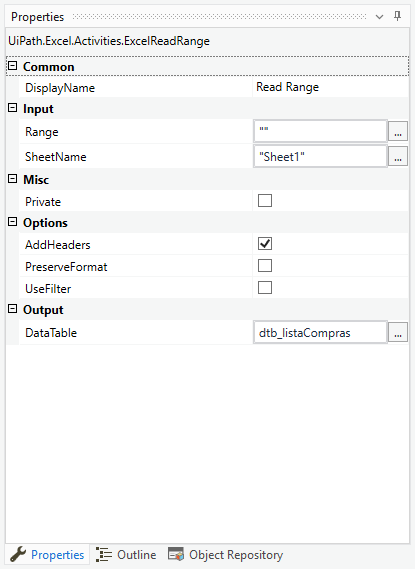 Properties
UiPath.Excel.Activities.ExcelReadRange
Common
DisplayName Read Range
Input
Range "" ...
SheetName "Sheet1" ...
Misc
Private
Options
AddHeaders
PreserveFormat
UseFilter
Output
DataTable dtb_listaCompras ...
Properties Outline Object Repository